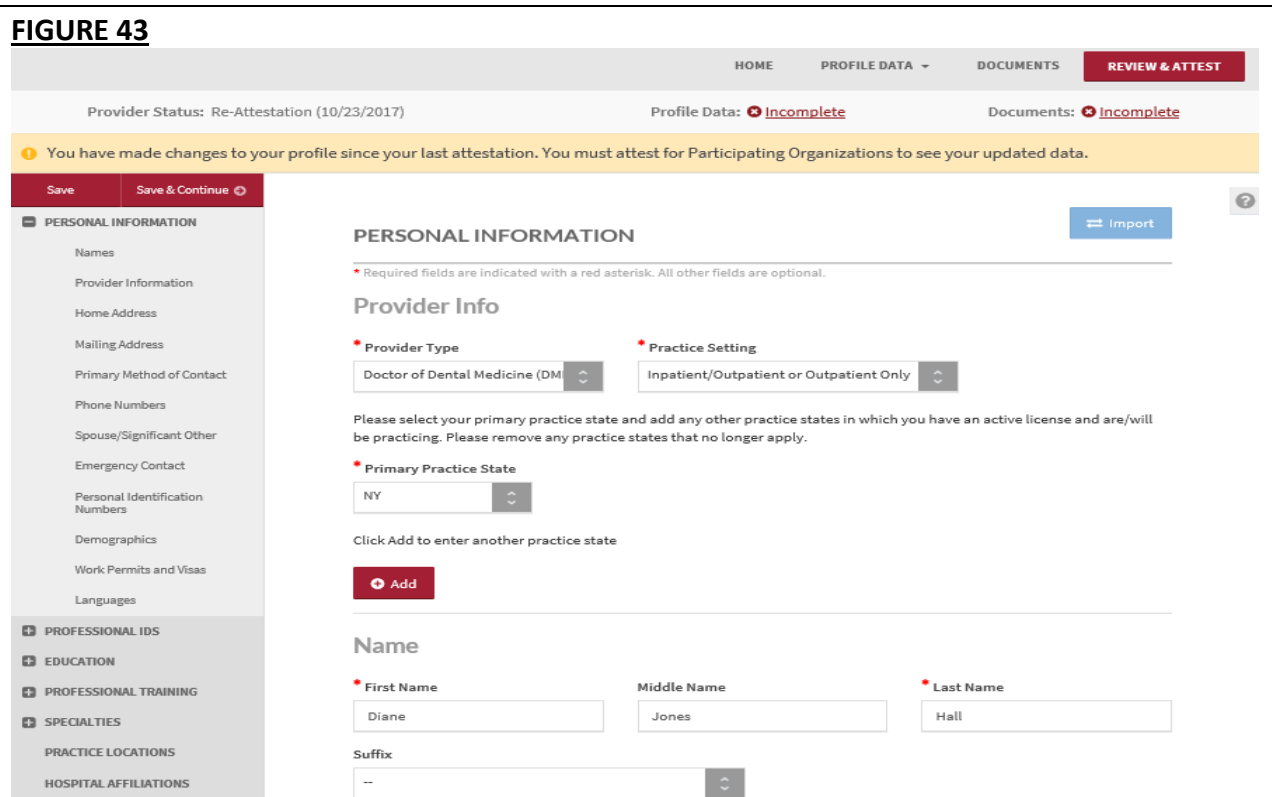 FIGURE 43
HOME PROFILE DATA DOCUMENTS REVIEW & ATTEST
Provider Status: Re-Attestation (10/23/2017) Profile Data: Incomplete Documents: Incomplete
You have made changes to your profile since your last attestation. You must attest for Participating Organizations to see your updated data.
Save Save & Continue
PERSONAL INFORMATION
Names
Provider Information
Home Address
Mailing Address
Primary Method of Contact
Phone Numbers
Spouse/Significant Other
Emergency Contact
Personal Identification
Numbers
Demographics
Work Permits and Visas
Languages
PROFESSIONAL IDS
EDUCATION
PROFESSIONAL TRAINING
SPECIALTIES
PRACTICE LOCATIONS
HOSPITAL AFFILIATIONS
?
Import
PERSONAL INFORMATION
* Required fields are indicated with a red asterisk. All other fields are optional.
Provider Info
* Provider Type * Practice Setting
Doctor of Dental Medicine (DM Inpatient/Outpatient or Outpatient Only
Please select your primary practice state and add any other practice states in which you have an active license and are/will
be practicing. Please remove any practice states that no longer apply.
* Primary Practice State
NY
Click Add to enter another practice state
Add
Name
* First Name Middle Name * Last Name
Diane Jones Hall
Suffix
--